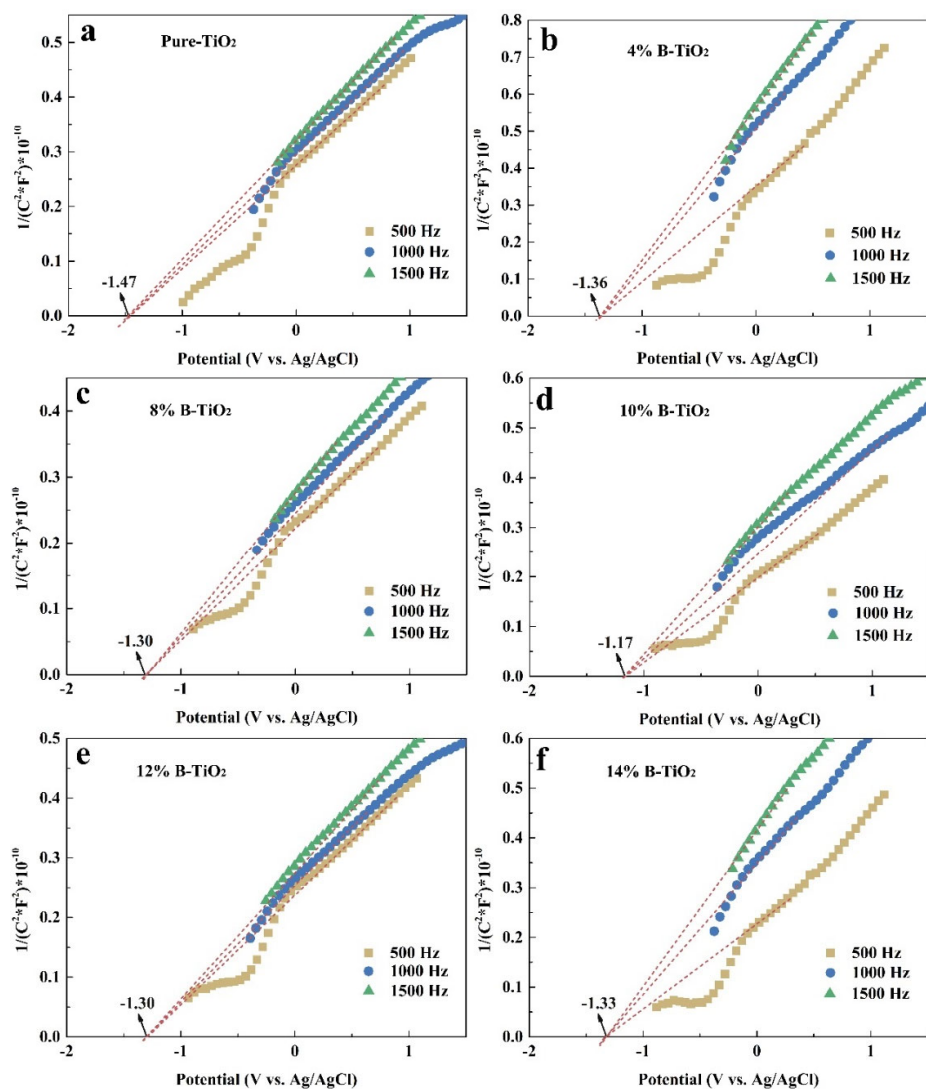 a
Pure-TiO₂
1/(C²*F²)*10⁻¹⁰
0.5
0.4
0.3
0.2
0.1
0.0
-1.47
500 Hz
1000 Hz
1500 Hz
-2 -1 0 1
Potential (V vs. Ag/AgCl)
b
4% B-TiO₂
1/(C²*F²)*10⁻¹⁰
0.8
0.7
0.6
0.5
0.4
0.3
0.2
0.1
0.0
-1.36
500 Hz
1000 Hz
1500 Hz
-2 -1 0 1
Potential (V vs. Ag/AgCl)
c
8% B-TiO₂
1/(C²*F²)*10⁻¹⁰
0.4
0.3
0.2
0.1
0.0
-1.30
500 Hz
1000 Hz
1500 Hz
-2 -1 0 1
Potential (V vs. Ag/AgCl)
d
10% B-TiO₂
1/(C²*F²)*10⁻¹⁰
0.6
0.5
0.4
0.3
0.2
0.1
0.0
-1.17
500 Hz
1000 Hz
1500 Hz
-2 -1 0 1
Potential (V vs. Ag/AgCl)
e
12% B-TiO₂
1/(C²*F²)*10⁻¹⁰
0.5
0.4
0.3
0.2
0.1
0.0
-1.30
500 Hz
1000 Hz
1500 Hz
-2 -1 0 1
Potential (V vs. Ag/AgCl)
f
14% B-TiO₂
1/(C²*F²)*10⁻¹⁰
0.6
0.5
0.4
0.3
0.2
0.1
0.0
-1.33
500 Hz
1000 Hz
1500 Hz
-2 -1 0 1
Potential (V vs. Ag/AgCl)